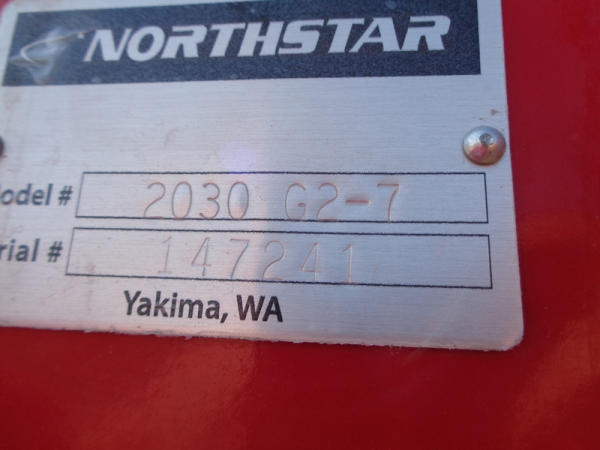 NORTHSTAR
odel # 2030 G2-7
rial # 147241
Yakima, WA